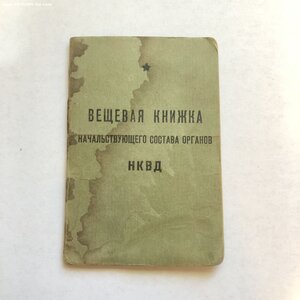 ВЕЩЕВАЯ КНИЖКА
НАЧАЛЬСТВУЮЩЕГО СОСТАВА ОРГАНОВ
НКВД